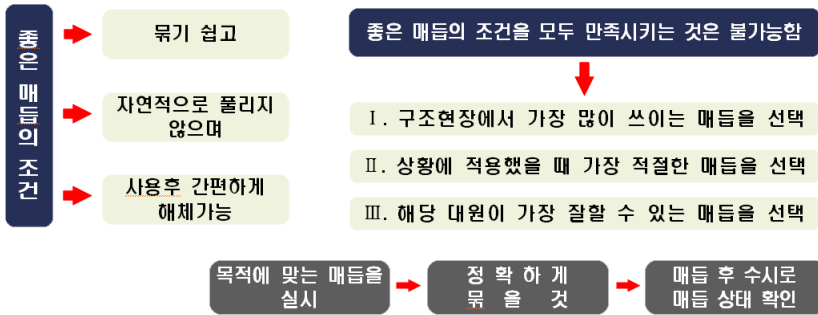 좋은 매듭의 조건
묶기 쉽고
자연적으로 풀리지
않으며
사용후 간편하게
해체가능
좋은 매듭의 조건을 모두 만족시키는 것은 불가능함
Ⅰ. 구조현장에서 가장 많이 쓰이는 매듭을 선택
Ⅱ. 상황에 적용했을 때 가장 적절한 매듭을 선택
Ⅲ. 해당 대원이 가장 잘할 수 있는 매듭을 선택
목적에 맞는 매듭을
실시
정 확 하 게
묶 을 것
매듭 후 수시로
매듭 상태 확인